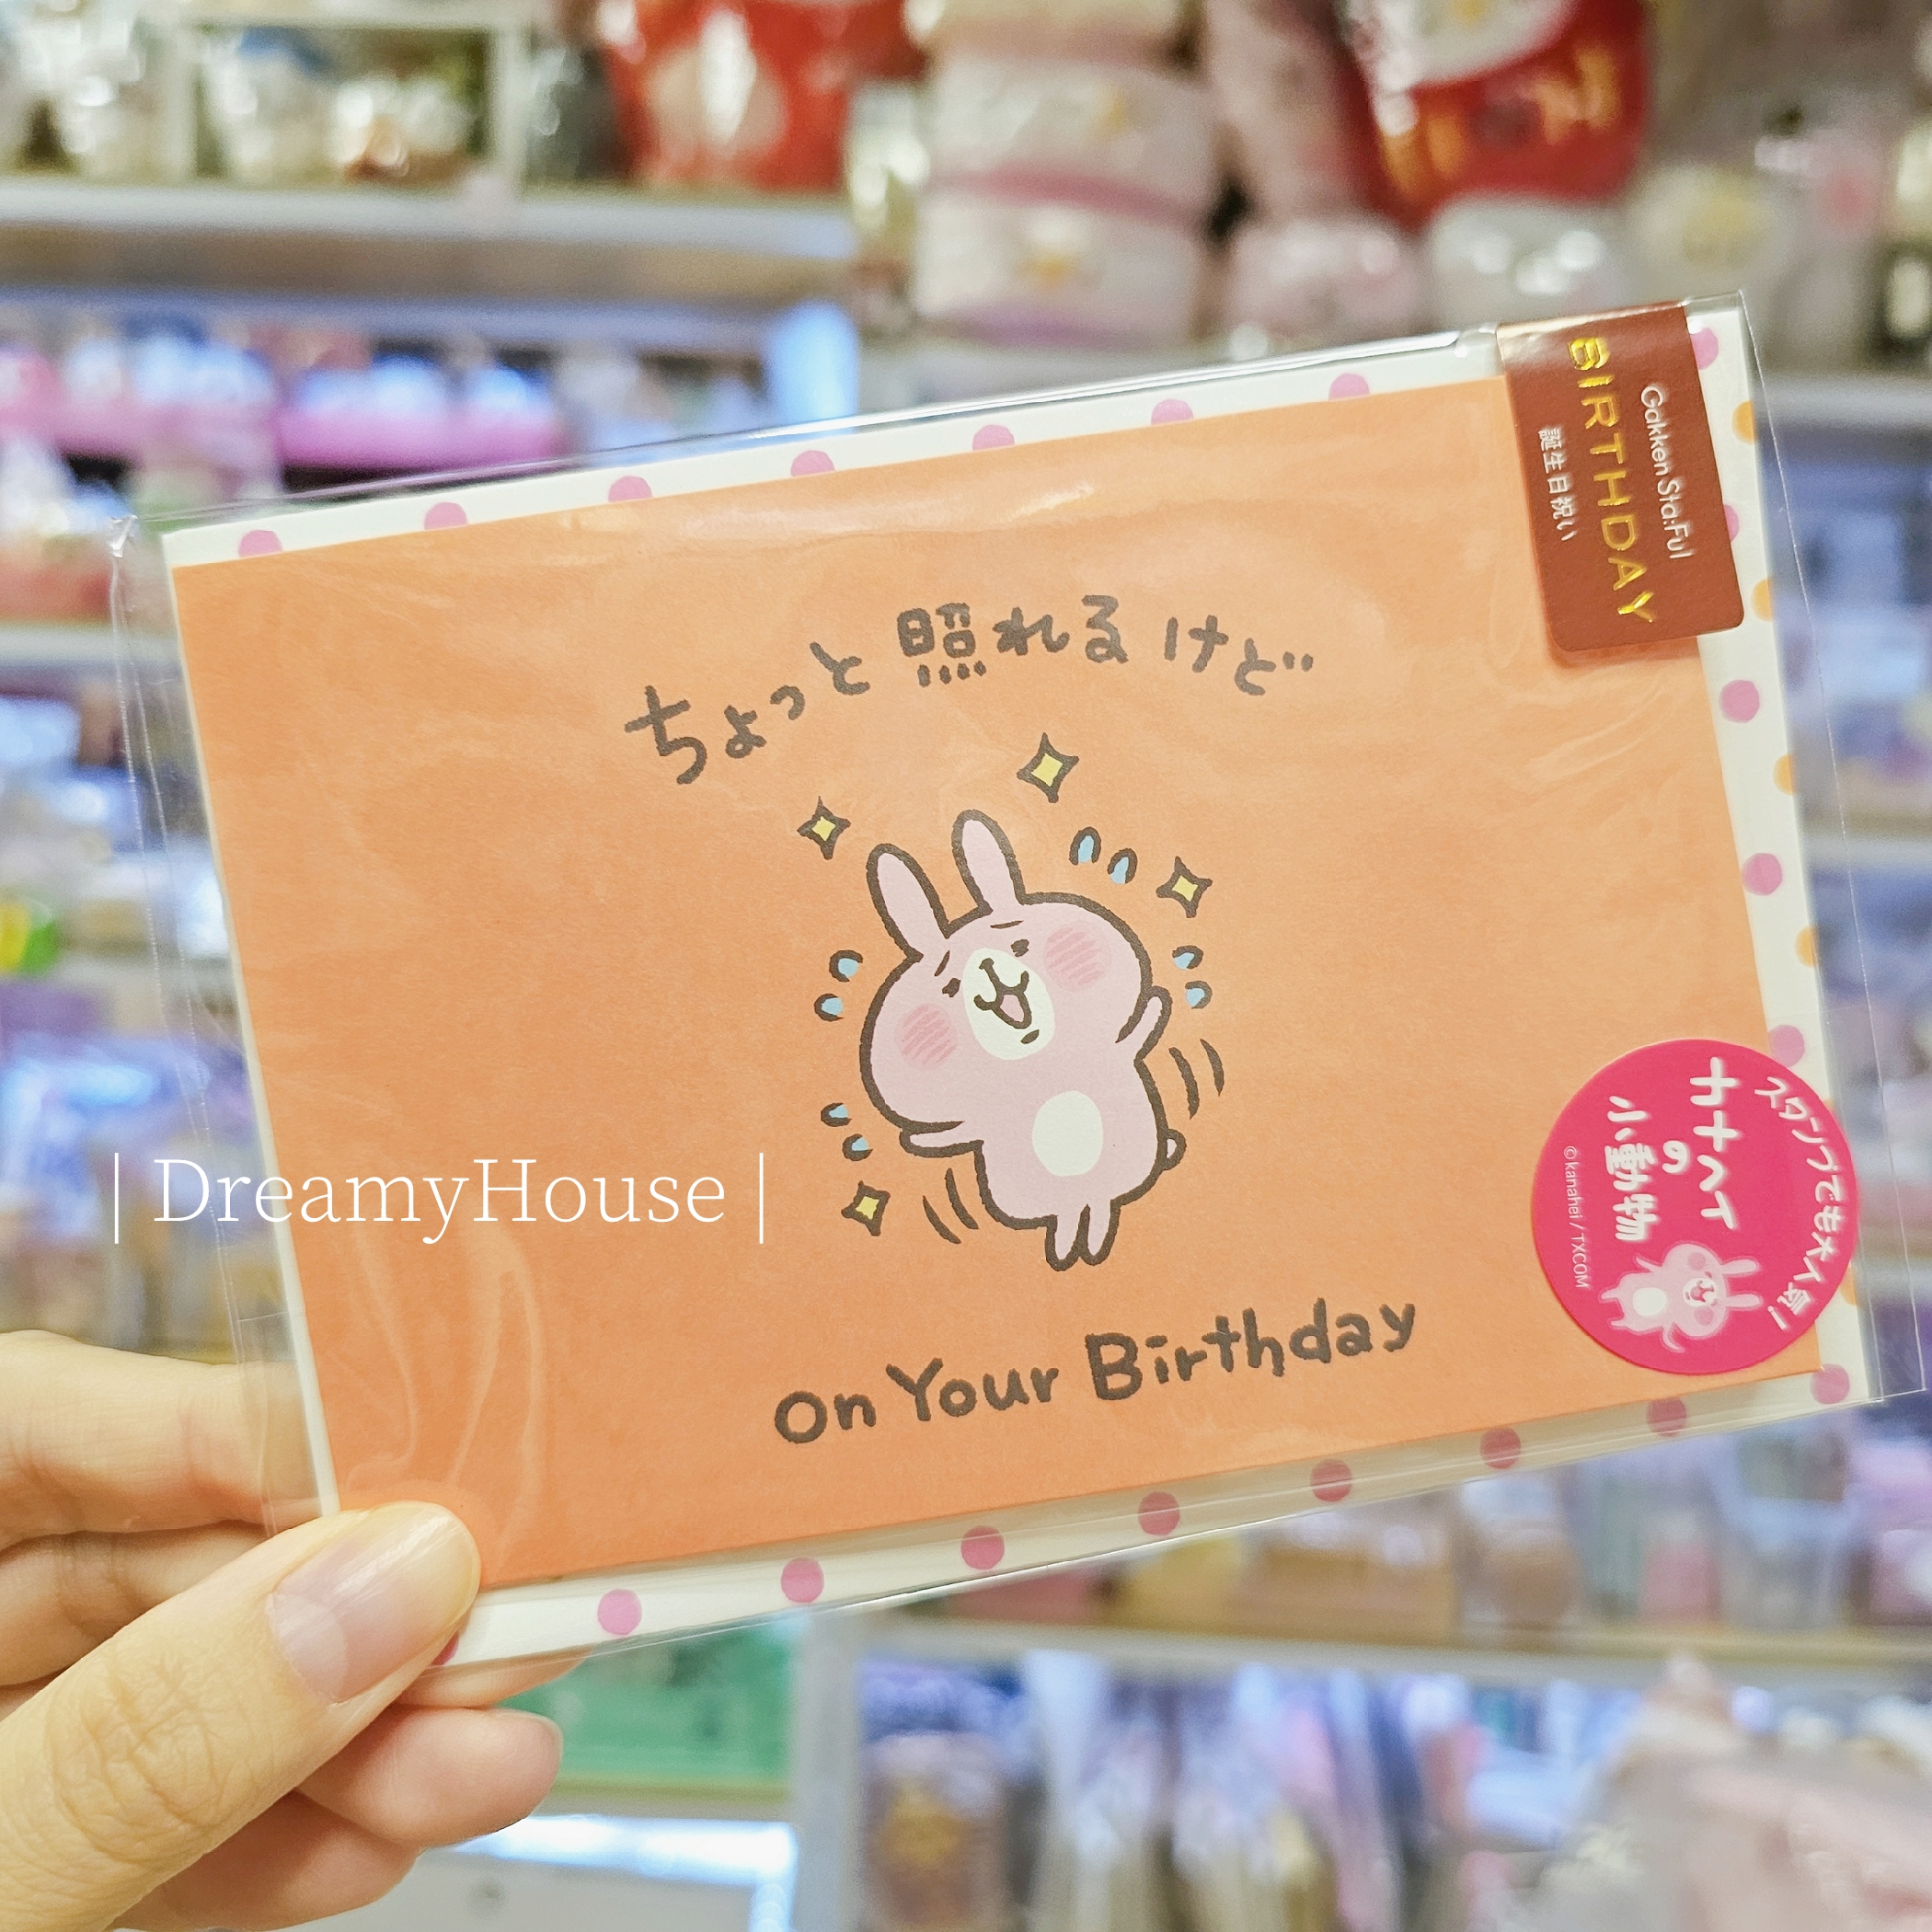 ちょっと照れるけど
On Your Birthday
Gakken Sta:Ful
BIRTHDAY
誕生日祝い
スタンプでも大人気!
カナヘイ
の
小動物
©kanahei / TXCOM
| DreamyHouse |